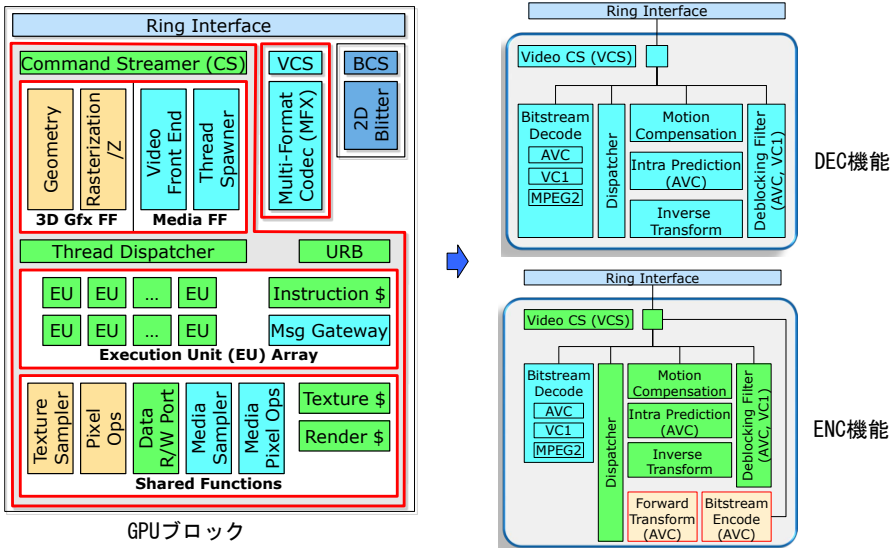 Ring Interface
Command Streamer (CS)
VCS
BCS
Geometry
Rasterization
/Z
Video
Front End
Thread
Spawner
Multi-Format
Codec (MFX)
2D
Blitter
3D Gfx FF
Media FF
Thread Dispatcher
URB
EU
EU
...
EU
Instruction $
EU
EU
...
EU
Msg Gateway
Execution Unit (EU) Array
Texture
Sampler
Pixel
Ops
Data
R/W Port
Media
Sampler
Media
Pixel Ops
Texture $
Render $
Shared Functions
GPUブロック
Ring Interface
Video CS (VCS)
Bitstream
Decode
AVC
VC1
MPEG2
Dispatcher
Motion
Compensation
Intra Prediction
(AVC)
Inverse
Transform
Deblocking Filter
(AVC, VC1)
DEC機能
Ring Interface
Video CS (VCS)
Bitstream
Decode
AVC
VC1
MPEG2
Dispatcher
Motion
Compensation
Intra Prediction
(AVC)
Inverse
Transform
Deblocking Filter
(AVC, VC1)
Forward
Transform
(AVC)
Bitstream
Encode
(AVC)
ENC機能